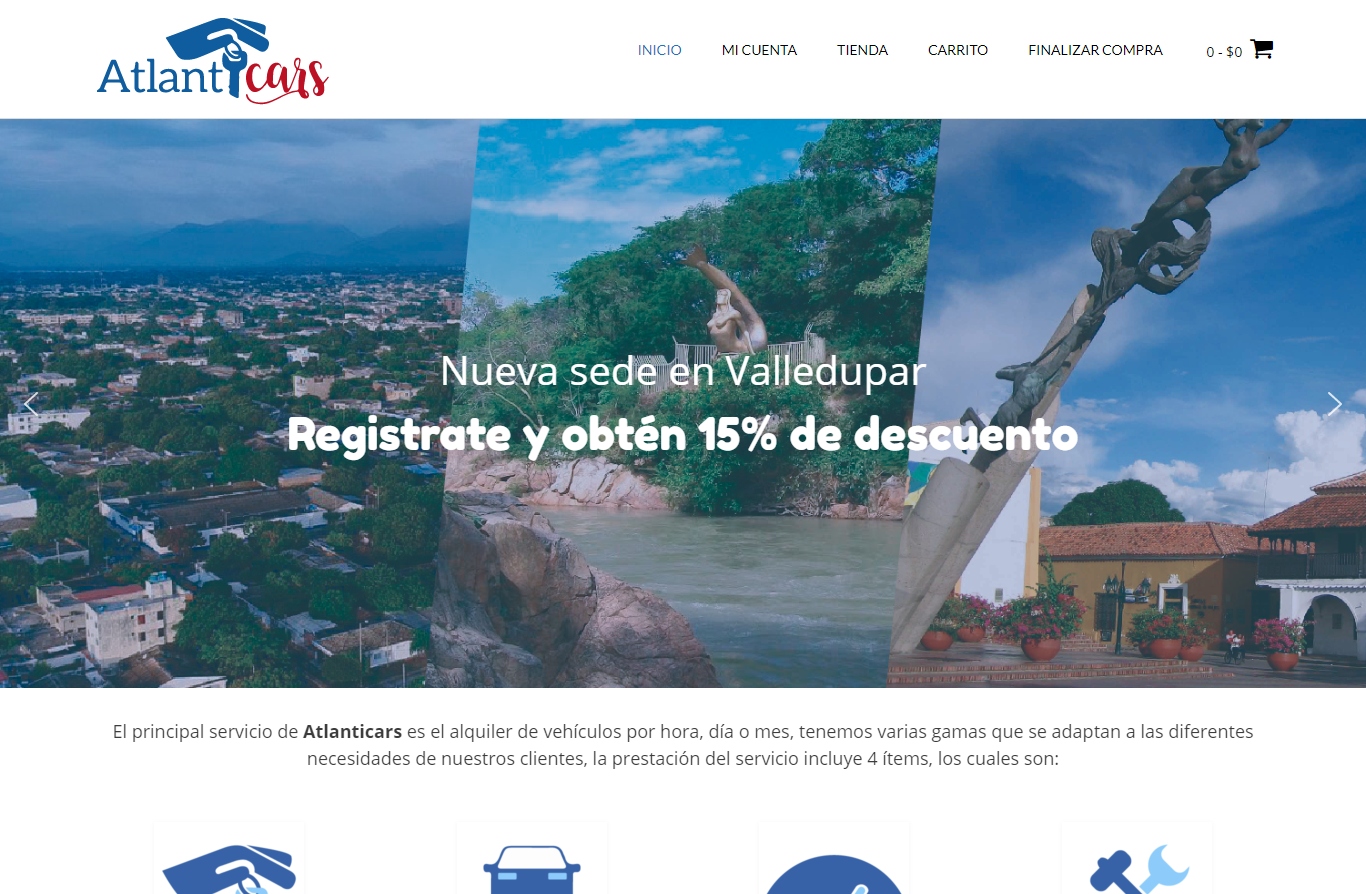 Atlanticars
INICIO
MI CUENTA
TIENDA
CARRITO
FINALIZAR COMPRA
0 - $0
Nueva sede en Valledupar
Registrate y obtén 15% de descuento
El principal servicio de Atlanticars es el alquiler de vehículos por hora, día o mes, tenemos varias gamas que se adaptan a las diferentes
necesidades de nuestros clientes, la prestación del servicio incluye 4 ítems, los cuales son: